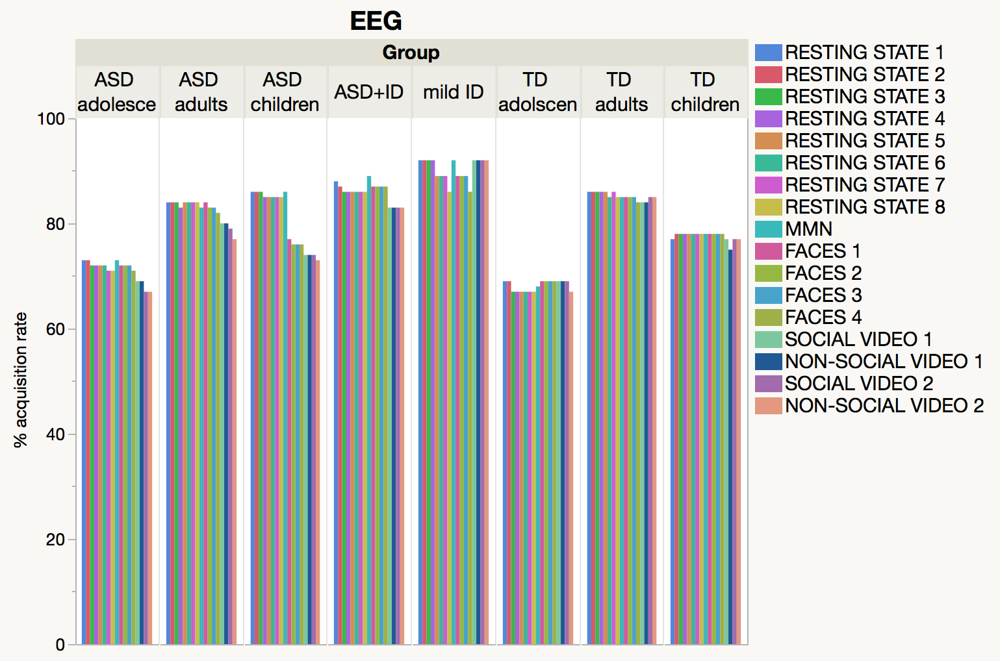 EEG
Group
ASD
adolesce
ASD
adults
ASD
children
ASD+ID
mild ID
TD
adolscen
TD
adults
TD
children
100
80
60
40
20
0
% acquisition rate
RESTING STATE 1
RESTING STATE 2
RESTING STATE 3
RESTING STATE 4
RESTING STATE 5
RESTING STATE 6
RESTING STATE 7
RESTING STATE 8
MMN
FACES 1
FACES 2
FACES 3
FACES 4
SOCIAL VIDEO 1
NON-SOCIAL VIDEO 1
SOCIAL VIDEO 2
NON-SOCIAL VIDEO 2